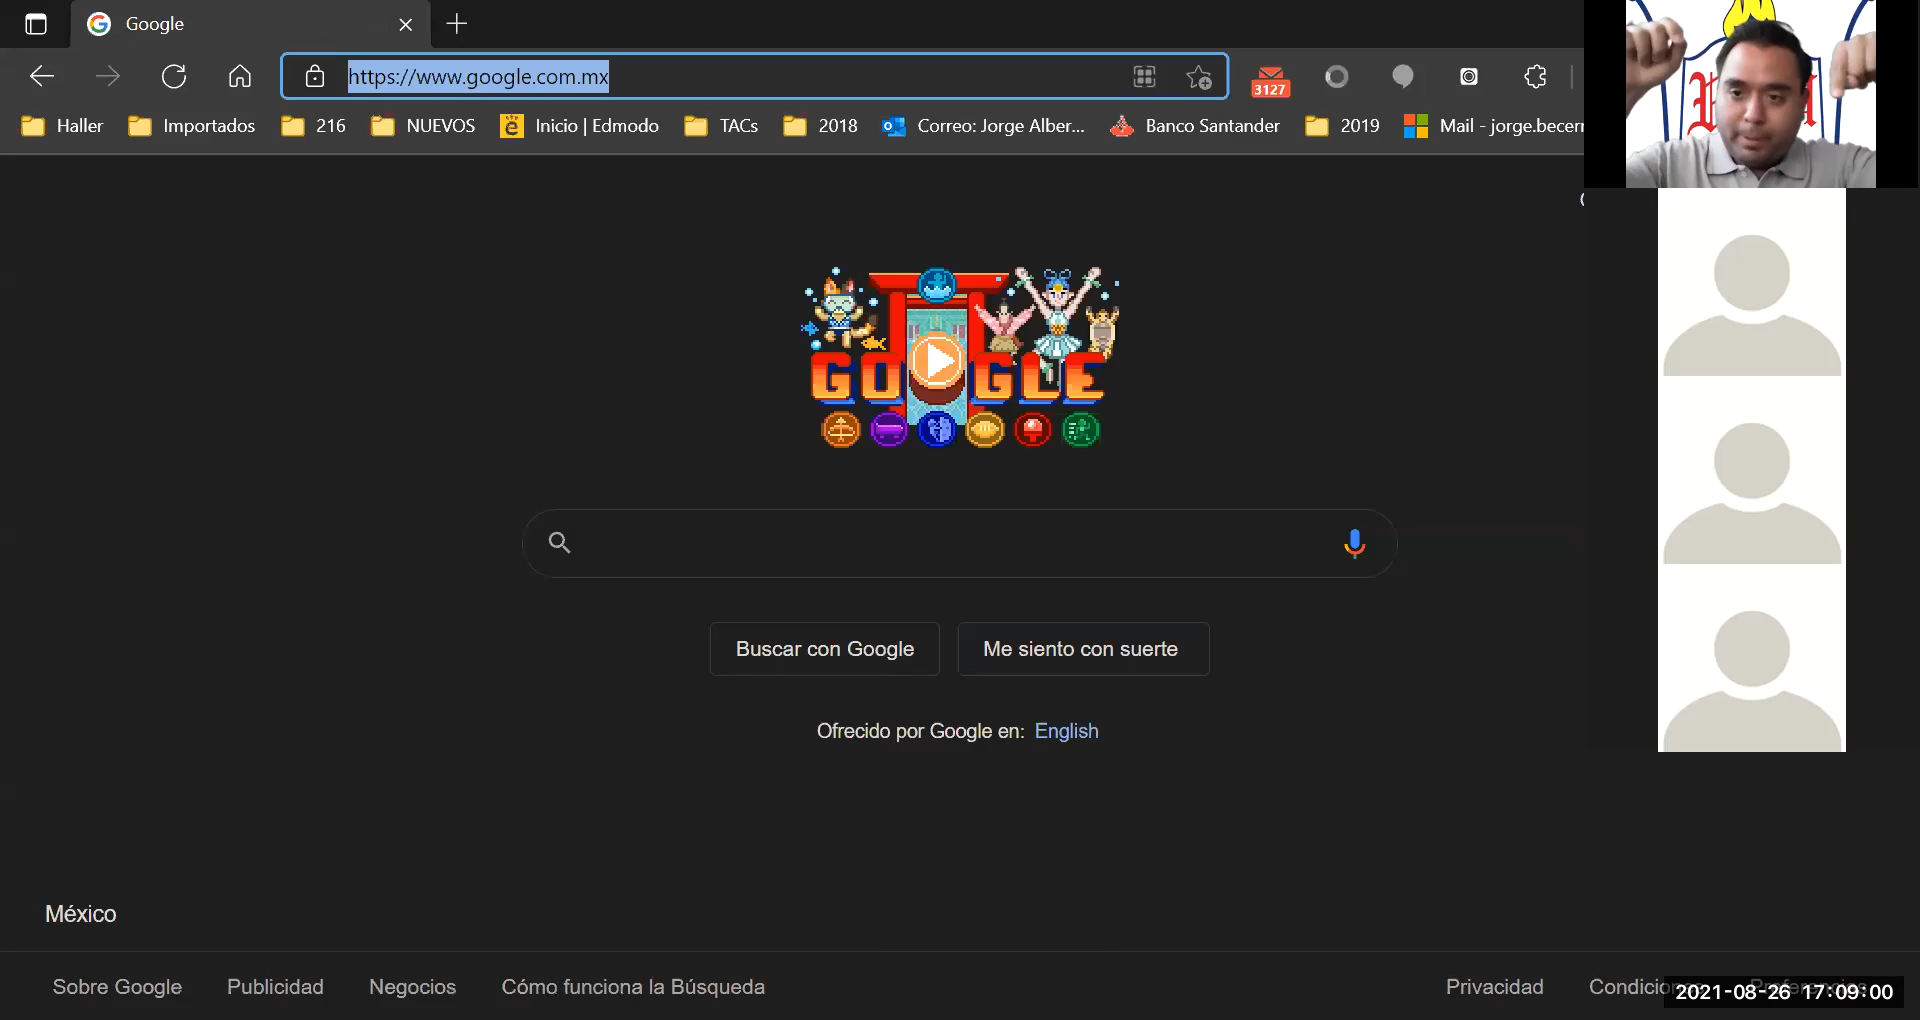 Google
https://www.google.com.mx
3127
Haller
Importados
216
NUEVOS
Inicio | Edmodo
TACs
2018
Correo: Jorge Alber...
Banco Santander
2019
Mail - jorge.becerr
GOOGLE
Buscar con Google
Me siento con suerte
Ofrecido por Google en: English
México
Sobre Google
Publicidad
Negocios
Cómo funciona la Búsqueda
Privacidad
2021-08-26 17:09:00